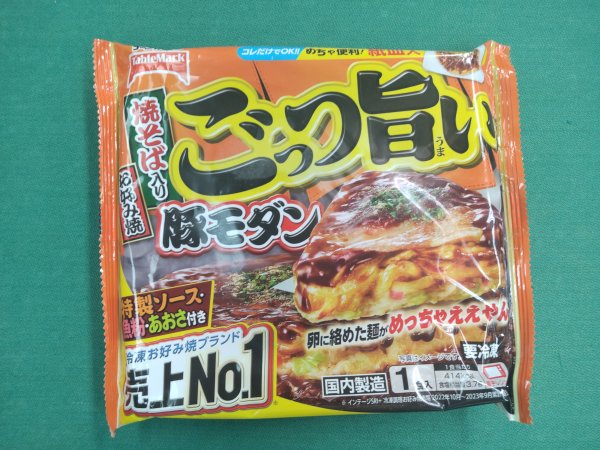 TableMark
コレだけでOK!!
めちゃ便利!
紙皿
ごっつ旨い
うま
焼そば入り
お好み焼
豚モダン
特製ソース・
魚粉・あおさ付き
卵に絡めた麺が
めっちゃええやん
冷凍お好み焼ブランド
売上No.1
国内製造
1食入
要冷凍